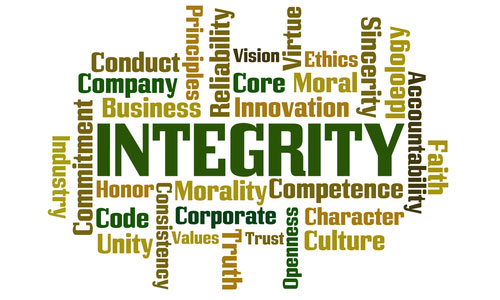 Principles
Reliability
Virtue
Sincerity
Ideaology
Conduct
Vision
Ethics
Company
Core
Moral
Accountability
Business
Innovation
Commitment
INTEGRITY
Industry
Faith
Honor
Morality
Competence
Code
Consistency
Corporate
Openness
Character
Unity
Values
Truth
Trust
Culture